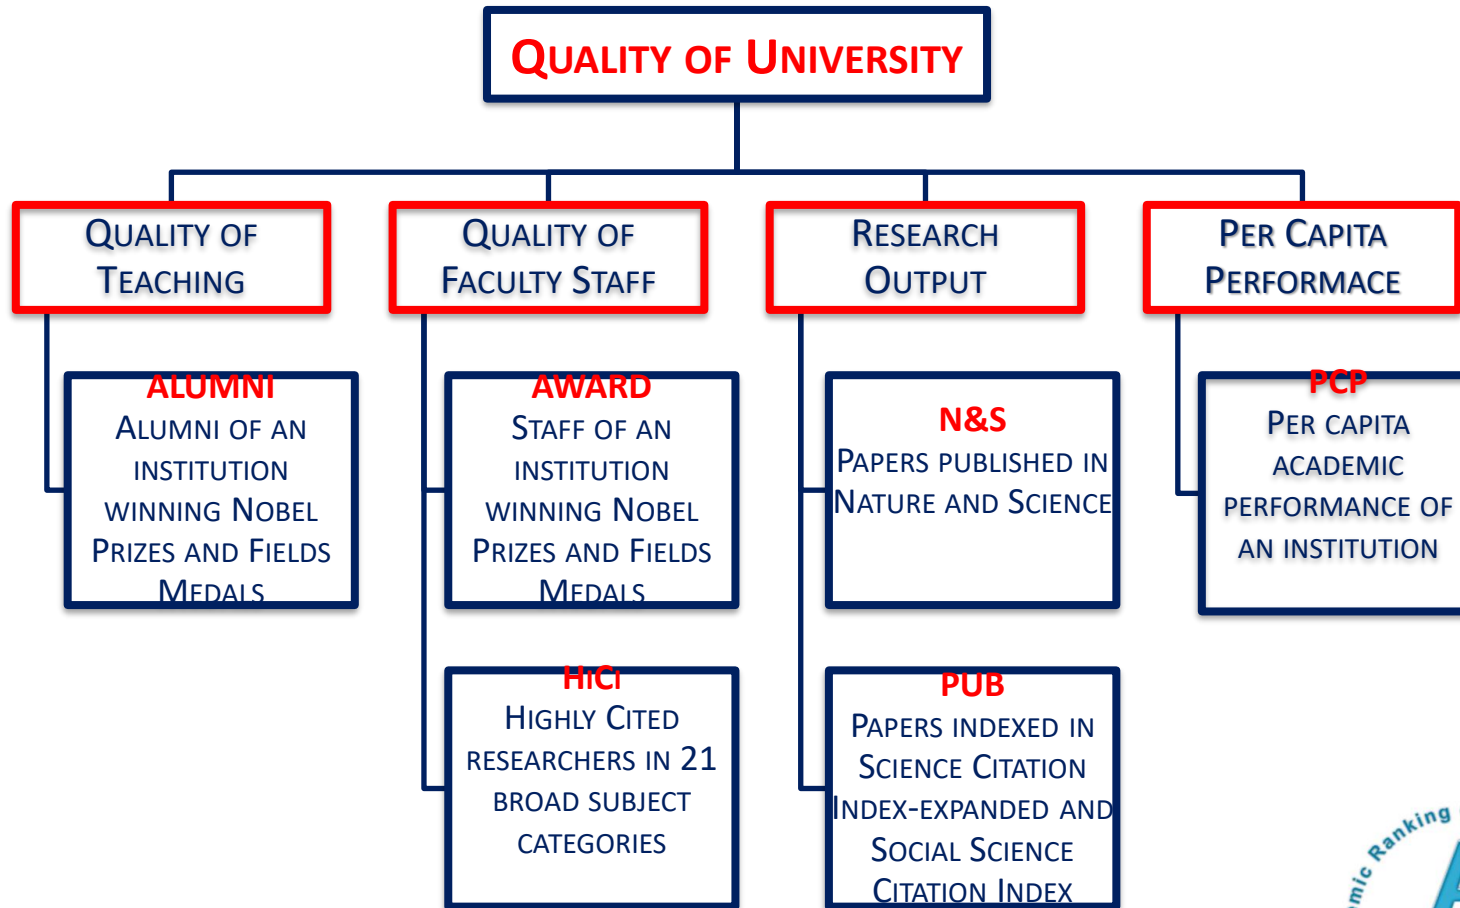 QUALITY OF UNIVERSITY
QUALITY OF
TEACHING
QUALITY OF
FACULTY STAFF
RESEARCH
OUTPUT
PER CAPITA
PERFORMACE
ALUMNI
ALUMNI OF AN
INSTITUTION
WINNING NOBEL
PRIZES AND FIELDS
MEDALS
AWARD
STAFF OF AN
INSTITUTION
WINNING NOBEL
PRIZES AND FIELDS
MEDALS
N&S
PAPERS PUBLISHED IN
NATURE AND SCIENCE
PCP
PER CAPITA
ACADEMIC
PERFORMANCE OF
AN INSTITUTION
HICI
HIGHLY CITED
RESEARCHERS IN 21
BROAD SUBJECT
CATEGORIES
PUB
PAPERS INDEXED IN
SCIENCE CITATION
INDEX-EXPANDED AND
SOCIAL SCIENCE
CITATION INDEX
Ranking